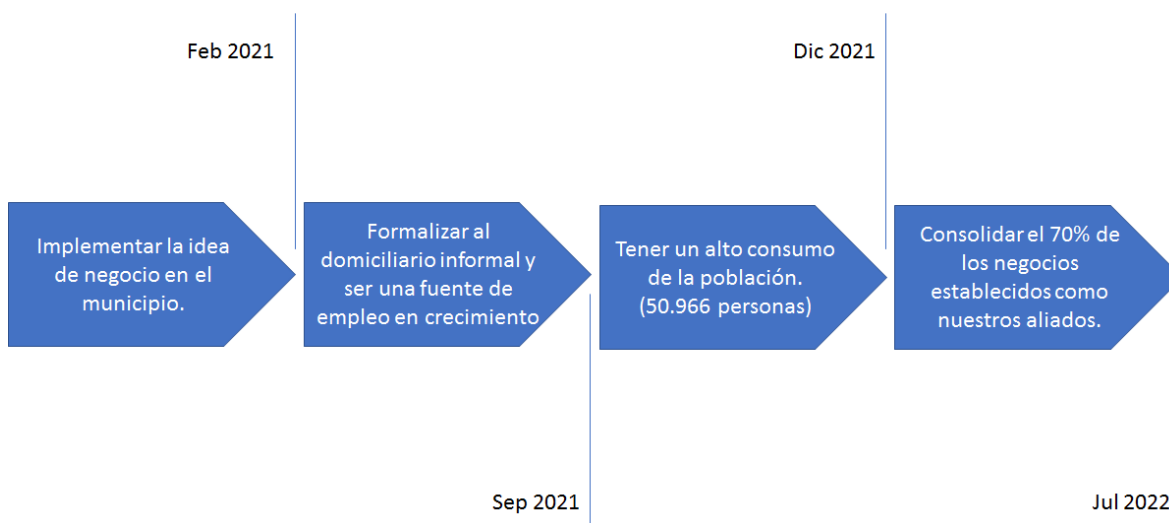 Feb 2021
Dic 2021
Implementar la idea
de negocio en el
municipio.
Formalizar al
domiciliario informal y
ser una fuente de
empleo en crecimiento
Tener un alto consumo
de la población.
(50.966 personas)
Consolidar el 70% de
los negocios
establecidos como
nuestros aliados.
Sep 2021
Jul 2022